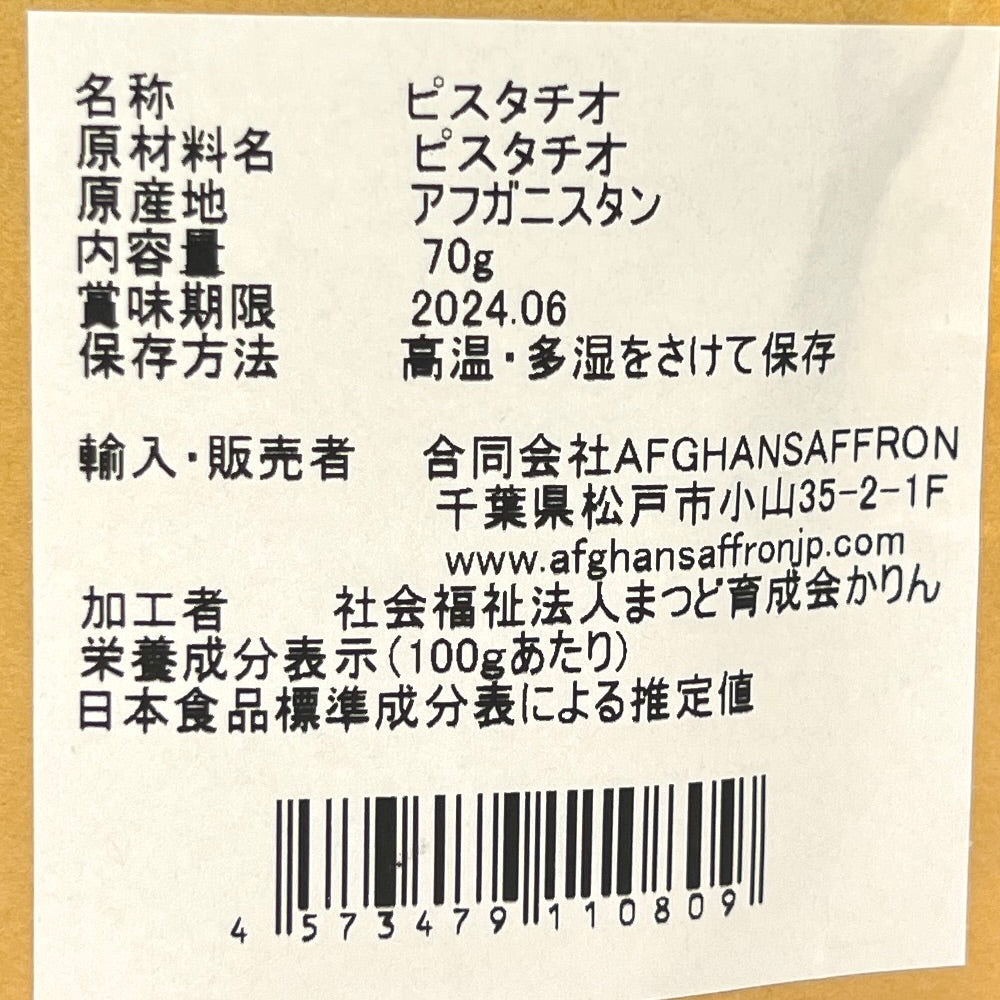 名称 ピスタチオ
原材料名 ピスタチオ
原産地 アフガニスタン
内容量 70g
賞味期限 2024.06
保存方法 高温・多湿をさけて保存
輸入・販売者 合同会社AFGHANSAFFRON
千葉県松戸市小山35-2-1F
www.afghansaffronjp.com
加工者 社会福祉法人まつど育成会かりん
栄養成分表示(100gあたり)
日本食品標準成分表による推定値
4 573479 110809